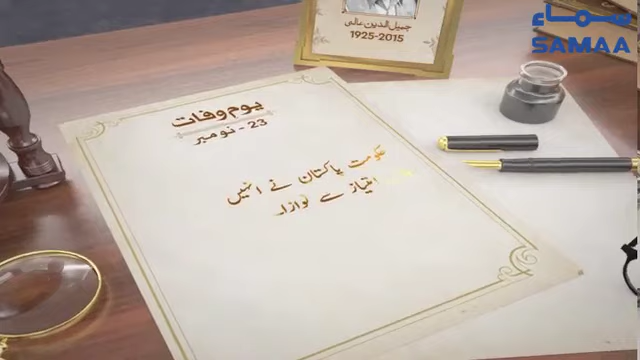 سماء
SAMAA
جمیل الدین عالی
1925-2015
یوم وفات
23 - نومبر
حکومت پاکستان نے انہیں
امتیاز سے نوازا۔